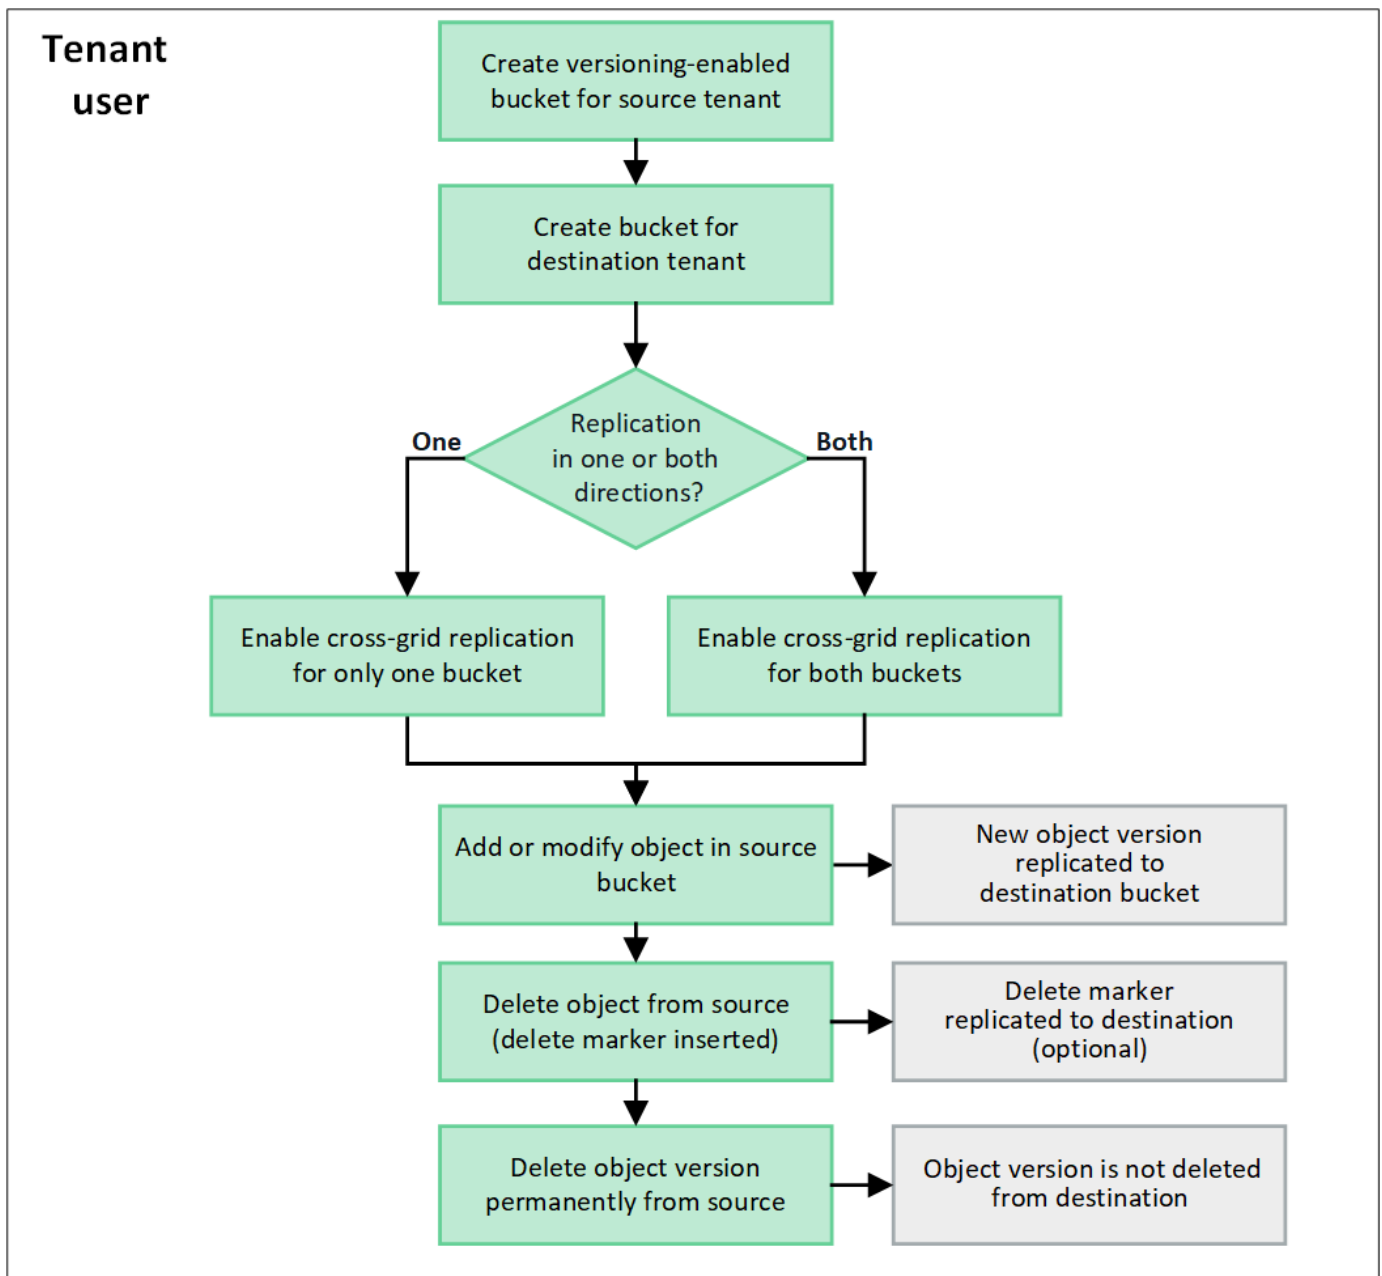 Tenant
user
Create versioning-enabled
bucket for source tenant
Create bucket for
destination tenant
Replication
in one or both
directions?
One
Both
Enable cross-grid replication
for only one bucket
Enable cross-grid replication
for both buckets
Add or modify object in source
bucket
New object version
replicated to
destination bucket
Delete object from source
(delete marker inserted)
Delete marker
replicated to destination
(optional)
Delete object version
permanently from source
Object version is not deleted
from destination